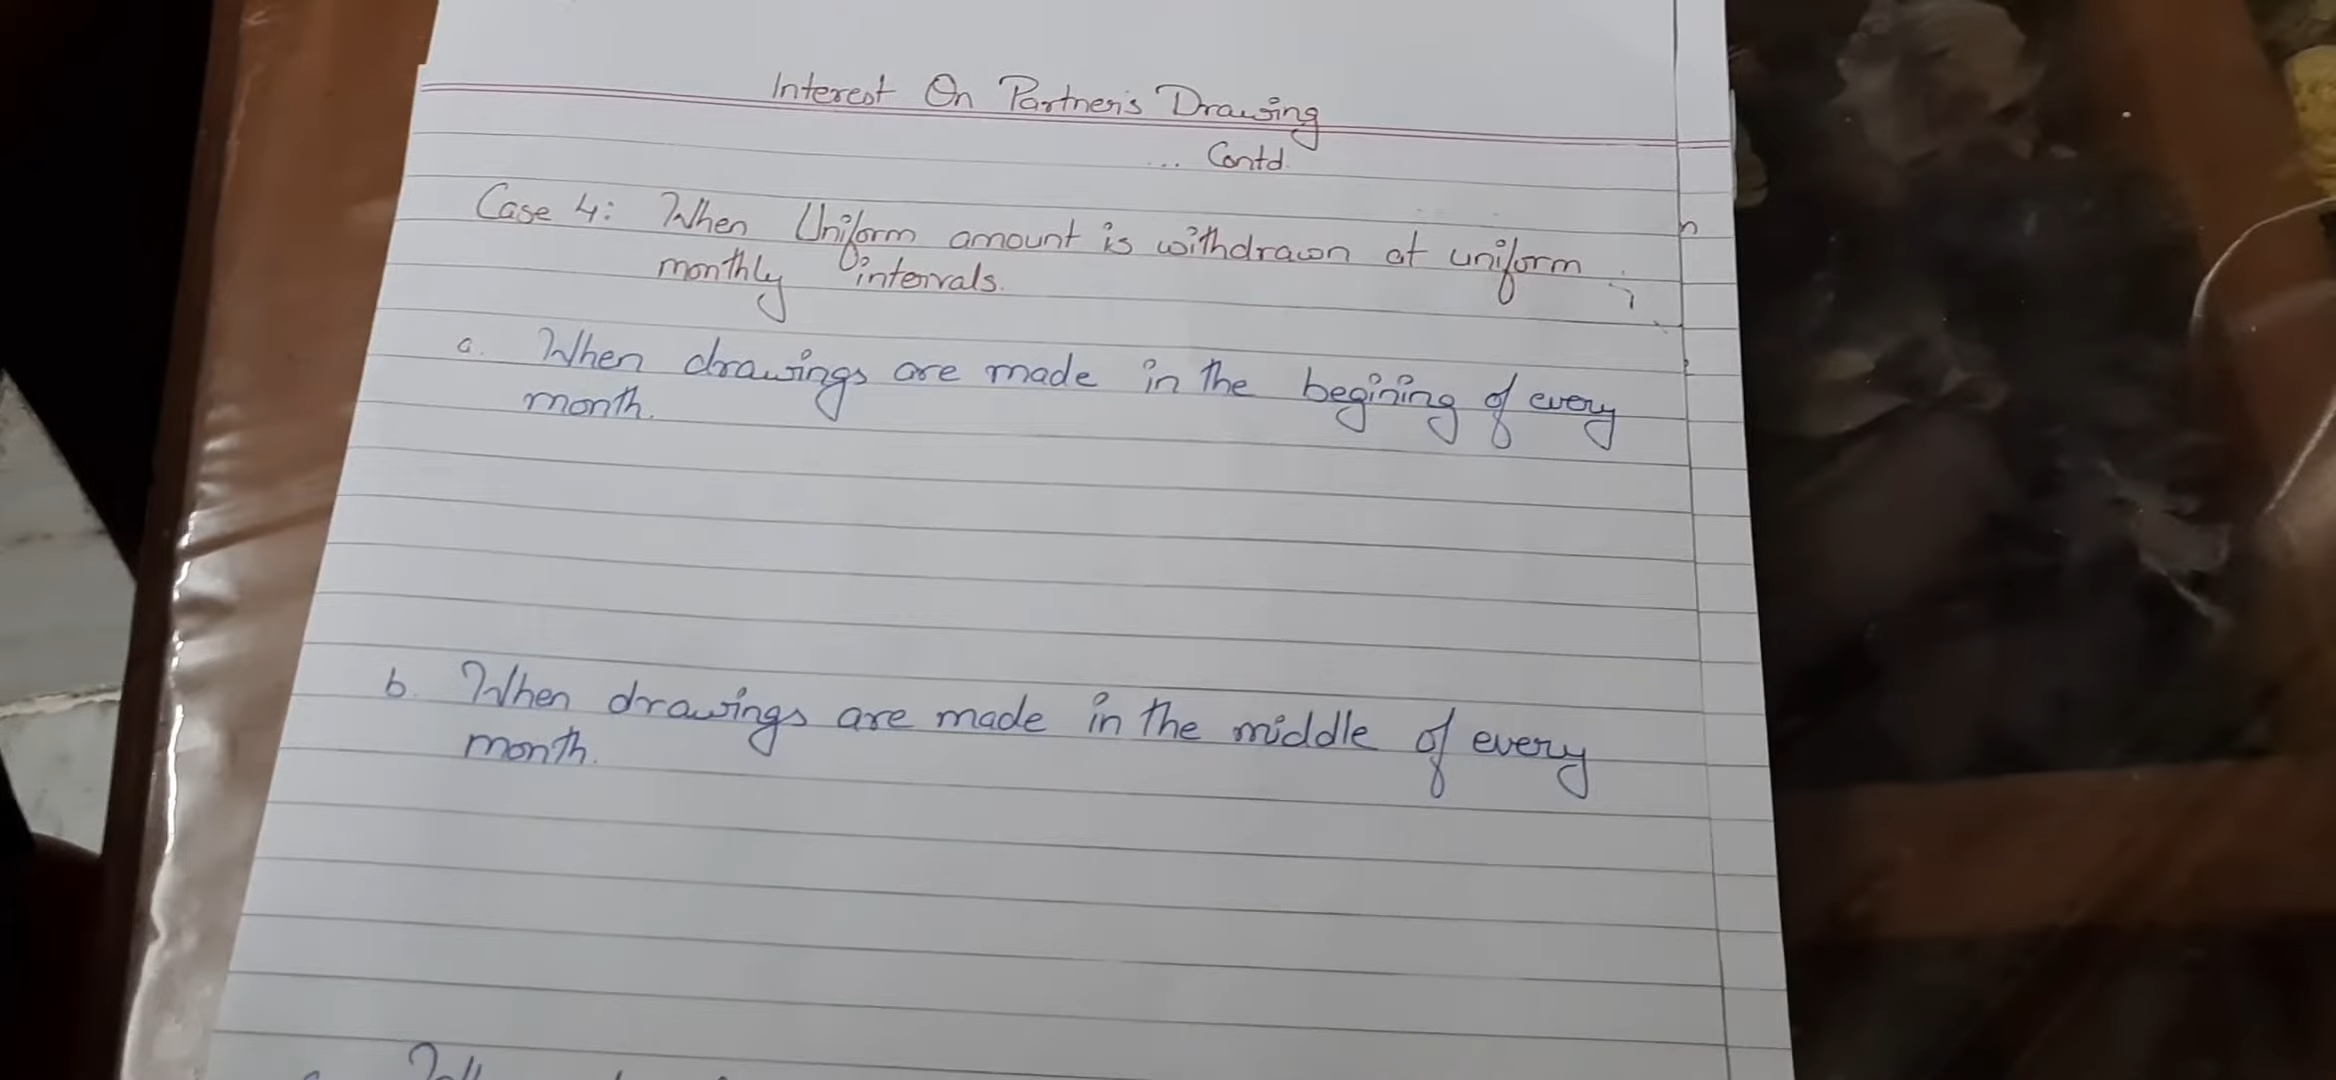 Interest On Partner's Drawing
... Contd.
Case 4: When Uniform amount is withdrawn at uniform
monthly intervals.
a. When drawings are made in the begining of every
month.
b. When drawings are made in the middle of every
month.